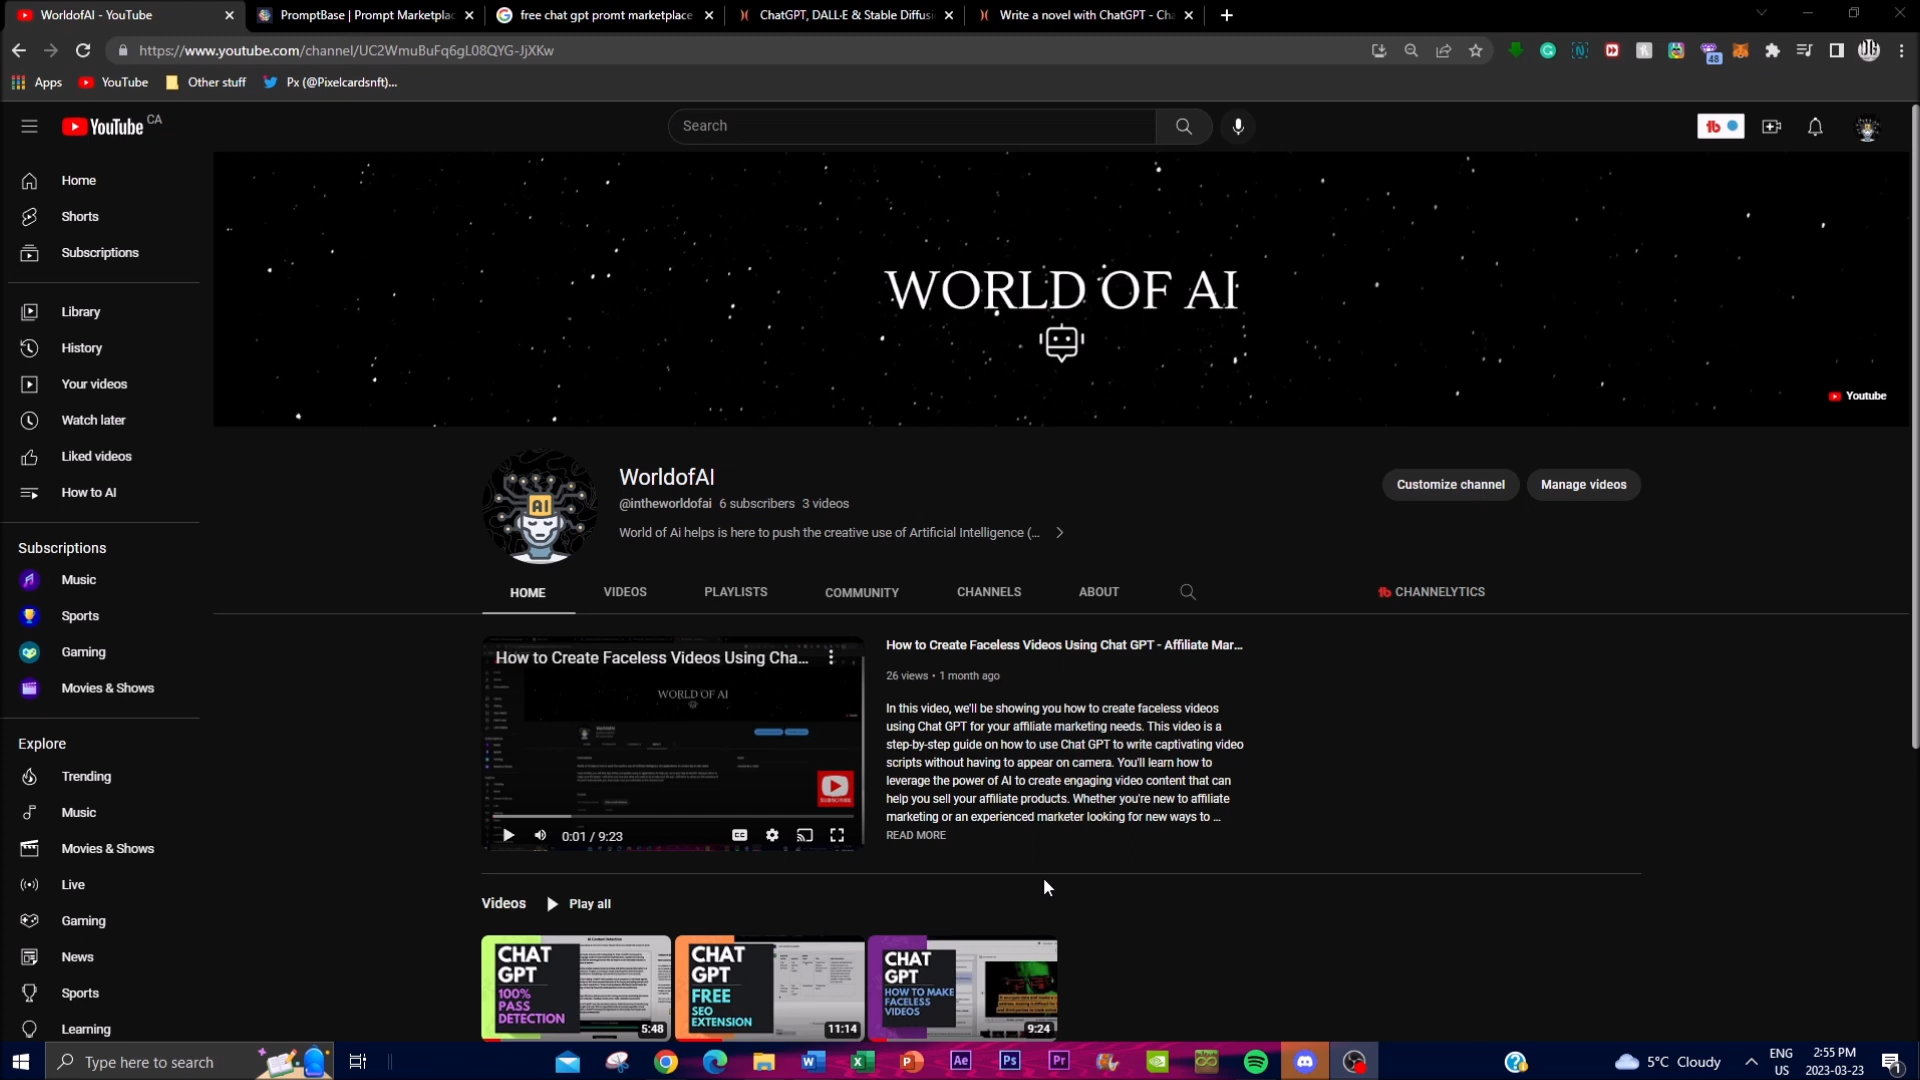 WorldofAI - YouTube
PromptBase | Prompt Marketplac
free chat gpt promt marketplace
ChatGPT, DALL·E & Stable Diffusi
Write a novel with ChatGPT - Cha
https://www.youtube.com/channel/UC2WmuBuFq6gL08QYG-JjXKw
48
Apps
YouTube
Other stuff
Px (@Pixelcardsnft)...
YouTube CA
Search
Home
Shorts
Subscriptions
Library
History
Your videos
Watch later
Liked videos
How to AI
Subscriptions
Music
Sports
Gaming
Movies & Shows
Explore
Trending
Music
Movies & Shows
Live
Gaming
News
Sports
Learning
WORLD OF AI
Youtube
AI
WorldofAI
@intheworldofai 6 subscribers 3 videos
World of Ai helps is here to push the creative use of Artificial Intelligence (...
Customize channel
Manage videos
HOME
VIDEOS
PLAYLISTS
COMMUNITY
CHANNELS
ABOUT
CHANNELYTICS
How to Create Faceless Videos Using Cha...
WORLD OF AI
SUBSCRIBE
0:01 / 9:23
How to Create Faceless Videos Using Chat GPT - Affiliate Mar...
26 views • 1 month ago
In this video, we'll be showing you how to create faceless videos
using Chat GPT for your affiliate marketing needs. This video is a
step-by-step guide on how to use Chat GPT to write captivating video
scripts without having to appear on camera. You'll learn how to
leverage the power of AI to create engaging video content that can
help you sell your affiliate products. Whether you're new to affiliate
marketing or an experienced marketer looking for new ways to ...
READ MORE
Videos
Play all
CHAT
GPT
100%
PASS
DETECTION
5:48
CHAT
GPT
FREE
SEO
EXTENSION
11:14
CHAT
GPT
HOW TO MAKE
FACELESS
VIDEOS
9:24
Type here to search
Ae
Ps
Pr
5°C Cloudy
ENG
US
2:55 PM
2023-03-23
1